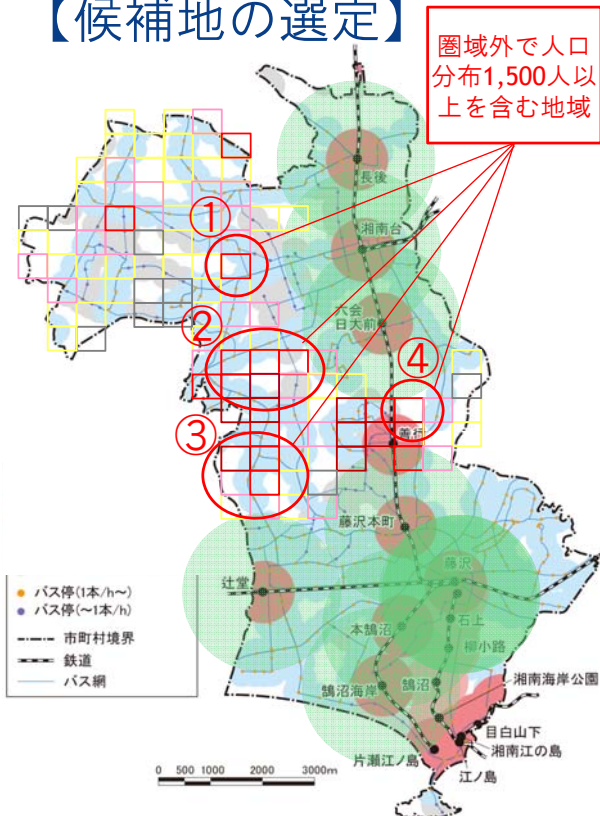 【候補地の選定】
圏域外で人口
分布1,500人以
上を含む地域
長後
①
湘南台
六会
日大前
②
④
善行
③
藤沢本町
藤沢
辻堂
石上
本鵠沼
柳小路
バス停(1本/h～)
バス停(～1本/h)
市町村境界
鉄道
バス網
鵠沼海岸
鵠沼
湘南海岸公園
目白山下
湘南江の島
片瀬江ノ島
江ノ島
0 500 1000 2000 3000m